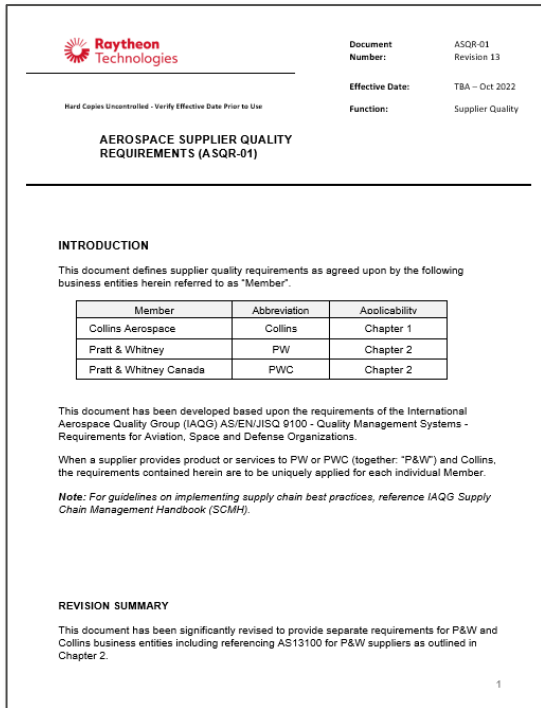 Raytheon
Technologies
Document Number: ASQR-01 Revision 13
Effective Date: TBA – Oct 2022
Function: Supplier Quality
Hard Copies Uncontrolled - Verify Effective Date Prior to Use
AEROSPACE SUPPLIER QUALITY
REQUIREMENTS (ASQR-01)
INTRODUCTION
This document defines supplier quality requirements as agreed upon by the following
business entities herein referred to as “Member”.
Member Abbreviation Applicability
Collins Aerospace Collins Chapter 1
Pratt & Whitney PW Chapter 2
Pratt & Whitney Canada PWC Chapter 2
This document has been developed based upon the requirements of the International
Aerospace Quality Group (IAQG) AS/EN/JISQ 9100 - Quality Management Systems -
Requirements for Aviation, Space and Defense Organizations.
When a supplier provides product or services to PW or PWC (together: “P&W”) and Collins,
the requirements contained herein are to be uniquely applied for each individual Member.
Note: For guidelines on implementing supply chain best practices, reference IAQG Supply
Chain Management Handbook (SCMH).
REVISION SUMMARY
This document has been significantly revised to provide separate requirements for P&W and
Collins business entities including referencing AS13100 for P&W suppliers as outlined in
Chapter 2.
1